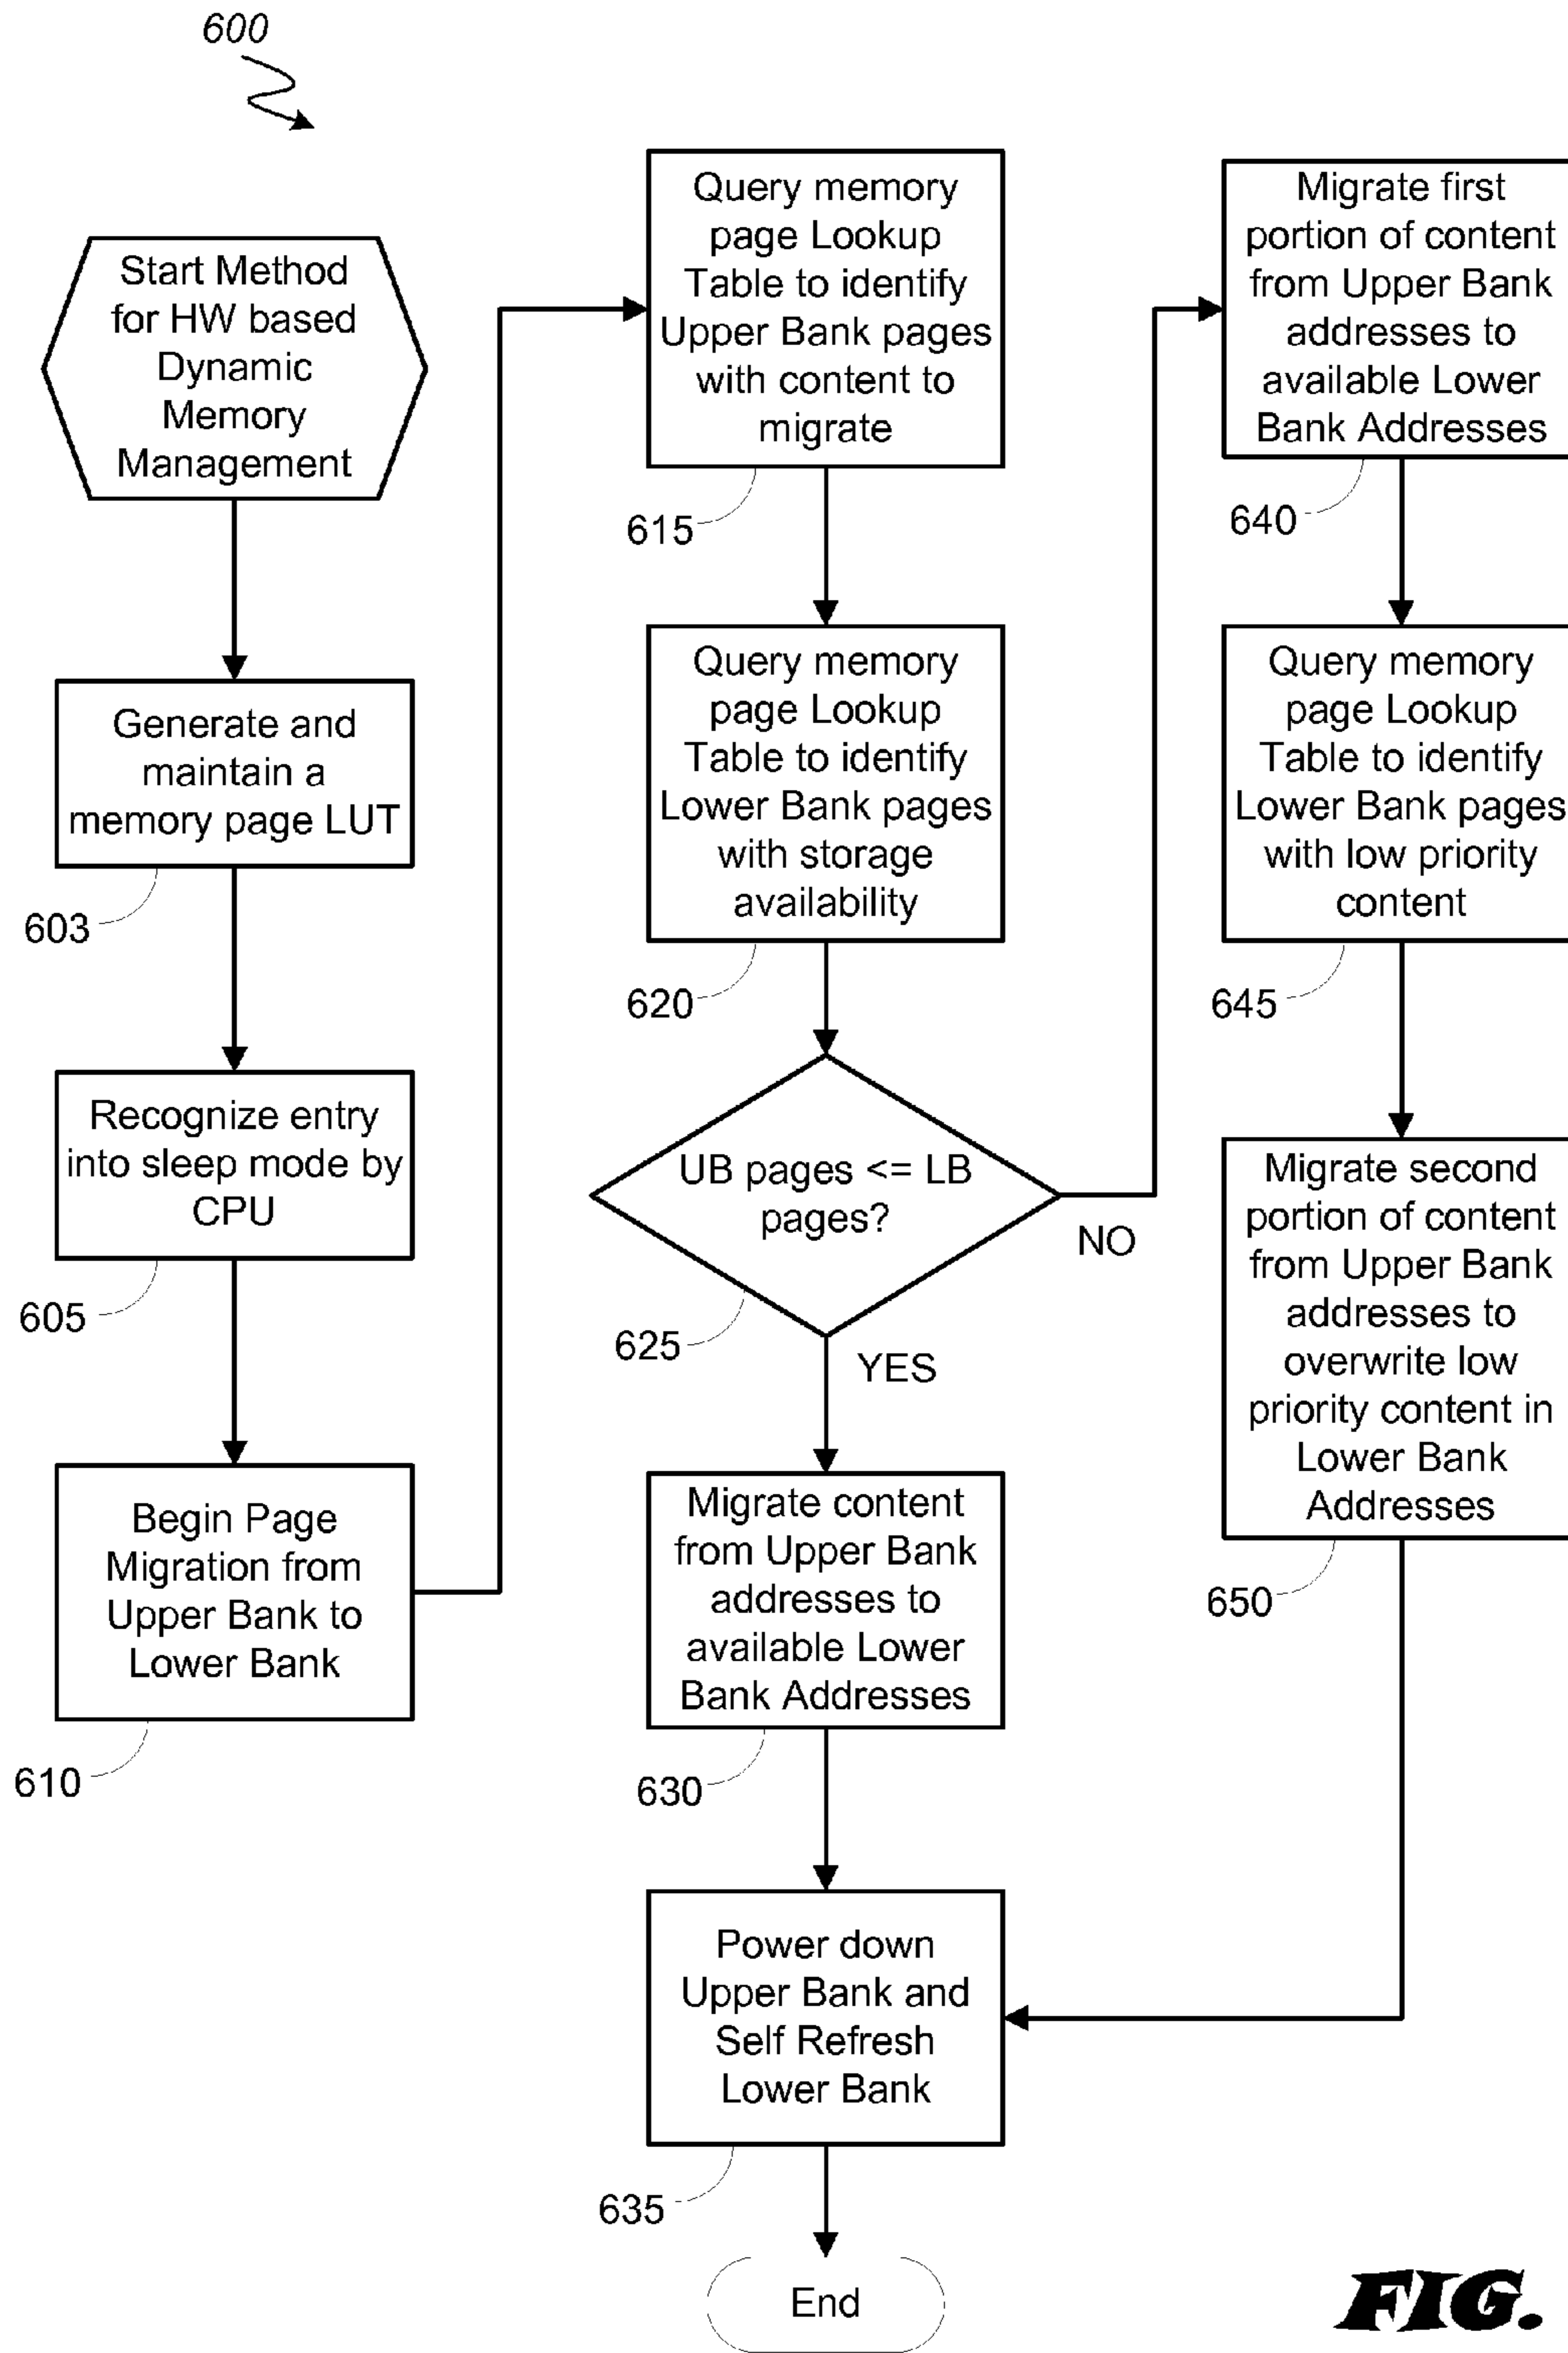 600
Start Method
for HW based
Dynamic
Memory
Management
Generate and
maintain a
memory page LUT
603
Recognize entry
into sleep mode by
CPU
605
Begin Page
Migration from
Upper Bank to
Lower Bank
610
Query memory
page Lookup
Table to identify
Upper Bank pages
with content to
migrate
615
Query memory
page Lookup
Table to identify
Lower Bank pages
with storage
availability
620
UB pages <= LB
pages?
625
NO
YES
Migrate content
from Upper Bank
addresses to
available Lower
Bank Addresses
630
Power down
Upper Bank and
Self Refresh
Lower Bank
635
End
Migrate first
portion of content
from Upper Bank
addresses to
available Lower
Bank Addresses
640
Query memory
page Lookup
Table to identify
Lower Bank pages
with low priority
content
645
Migrate second
portion of content
from Upper Bank
addresses to
overwrite low
priority content in
Lower Bank
Addresses
650
FIG.